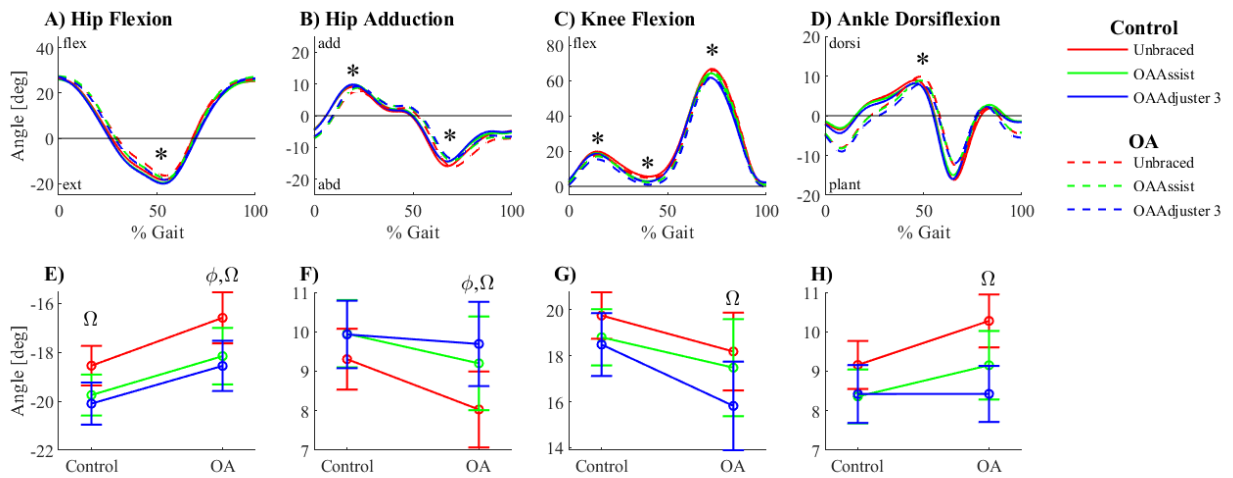 A) Hip Flexion
flex
ext
Angle [deg]
40
20
0
-20
0
50
100
% Gait
B) Hip Adduction
add
abd
20
10
0
-10
-20
0
50
100
% Gait
C) Knee Flexion
flex
80
60
40
20
0
0
50
100
% Gait
D) Ankle Dorsiflexion
dorsi
plant
20
10
0
-10
-20
0
50
100
% Gait
*
*
*
*
*
*
*
Control
Unbraced
OAAssist
OAAdjuster 3
OA
Unbraced
OAAssist
OAAdjuster 3
E)
Ω
ϕ,Ω
Angle [deg]
-16
-18
-20
-22
Control
OA
F)
ϕ,Ω
11
10
9
8
7
Control
OA
G)
Ω
20
18
16
14
Control
OA
H)
Ω
11
10
9
8
7
Control
OA